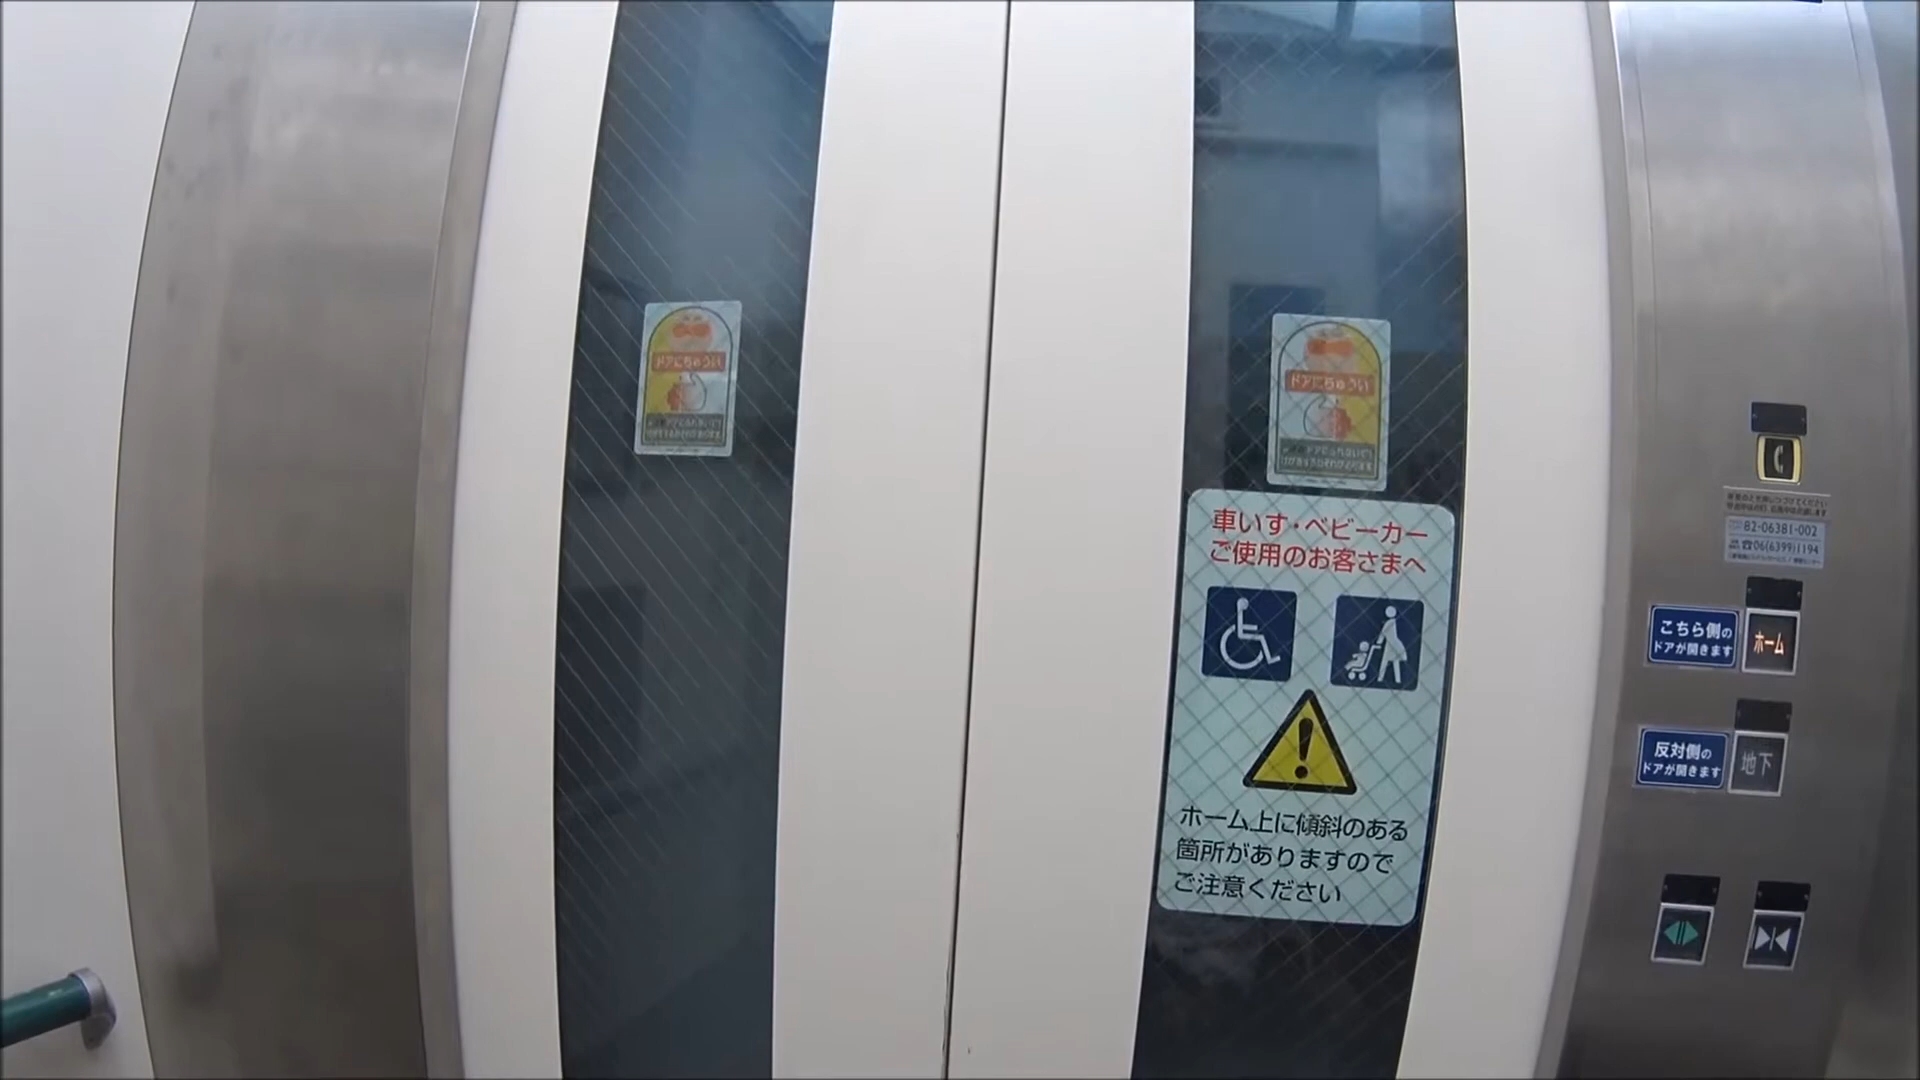 ドアにちゅうい
ドアにちゅうい
車いす・ベビーカー
ご使用のお客さまへ
ホーム上に傾斜のある
箇所がありますので
ご注意ください
82-06381-002
☎06(6399)1194
こちら側の
ドアが開きます
ホーム
反対側の
ドアが開きます
地下